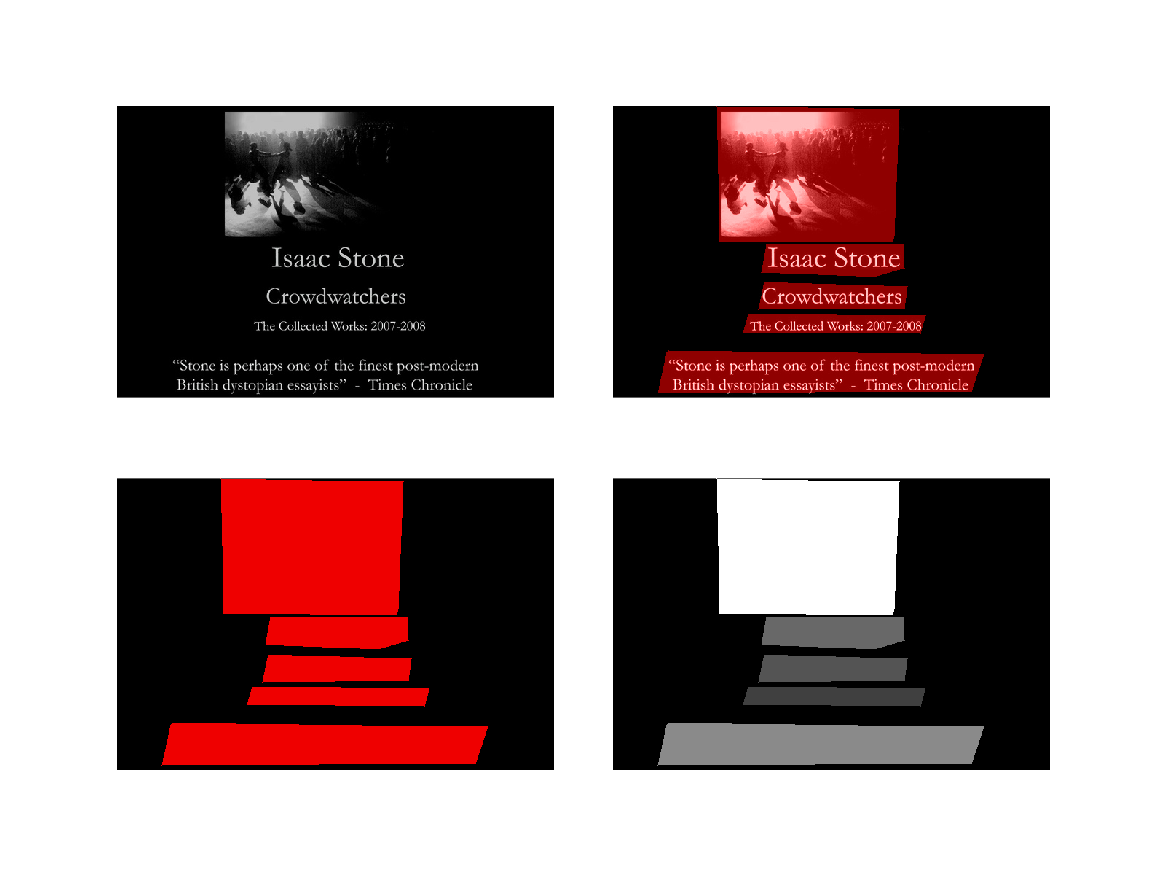 Isaac Stone
Crowdwatchers
The Collected Works: 2007-2008
“Stone is perhaps one of the finest post-modern
British dystopian essayists” - Times Chronicle
Isaac Stone
Crowdwatchers
The Collected Works: 2007-2008
“Stone is perhaps one of the finest post-modern
British dystopian essayists” - Times Chronicle